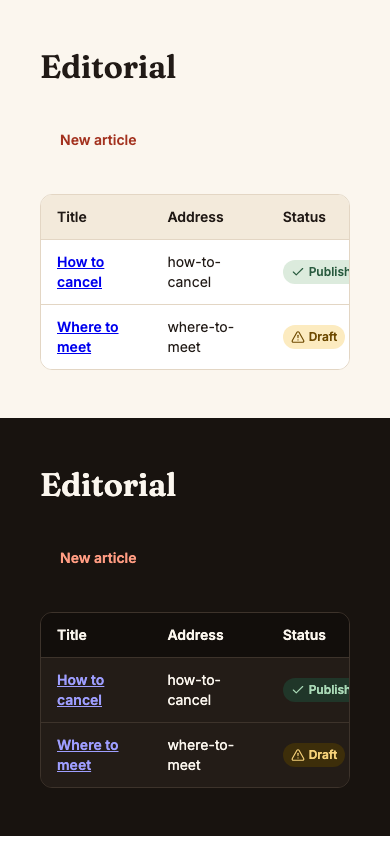 Editorial
New article
Title Address Status
How to how-to- Publish
cancel cancel
Where to where-to- Draft
meet meet
Editorial
New article
Title Address Status
How to how-to- Publish
cancel cancel
Where to where-to- Draft
meet meet